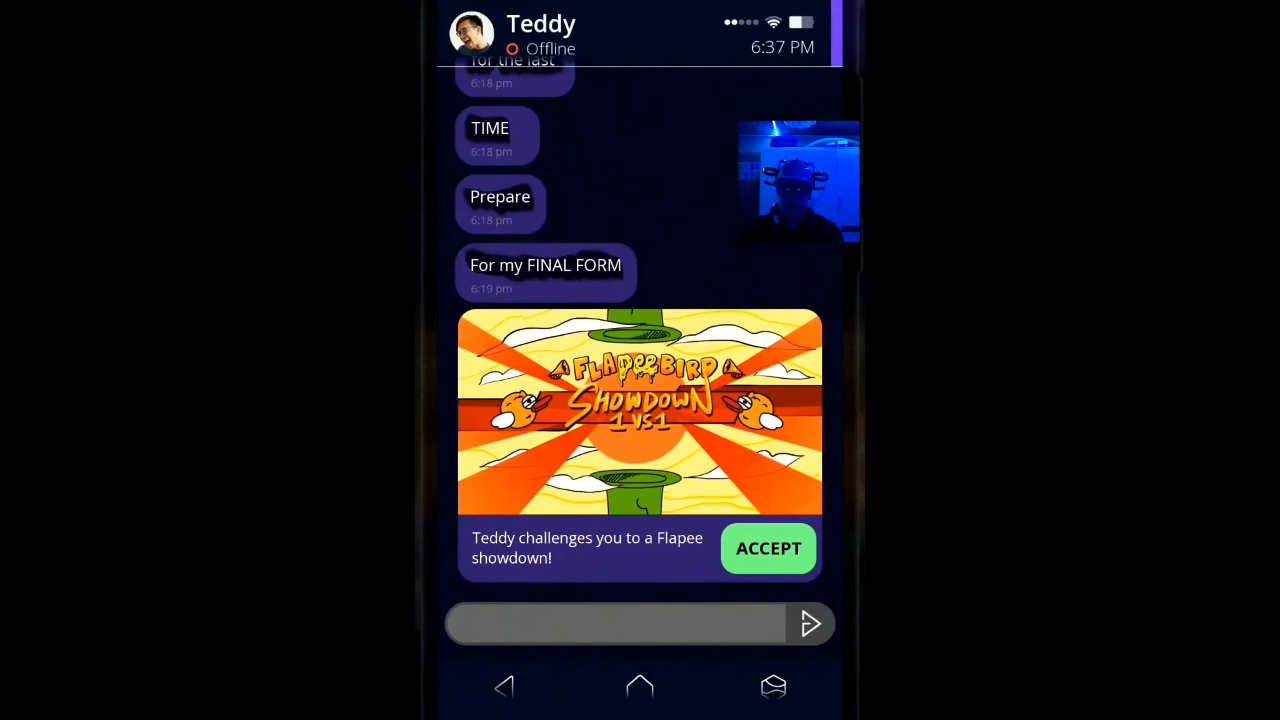 Teddy
Offline
6:37 PM
for the last
6:18 pm
TIME
6:18 pm
Prepare
6:18 pm
For my FINAL FORM
6:19 pm
FLAPEE BIRD
SHOWDOWN
1 VS 1
Teddy challenges you to a Flapee
showdown!
ACCEPT